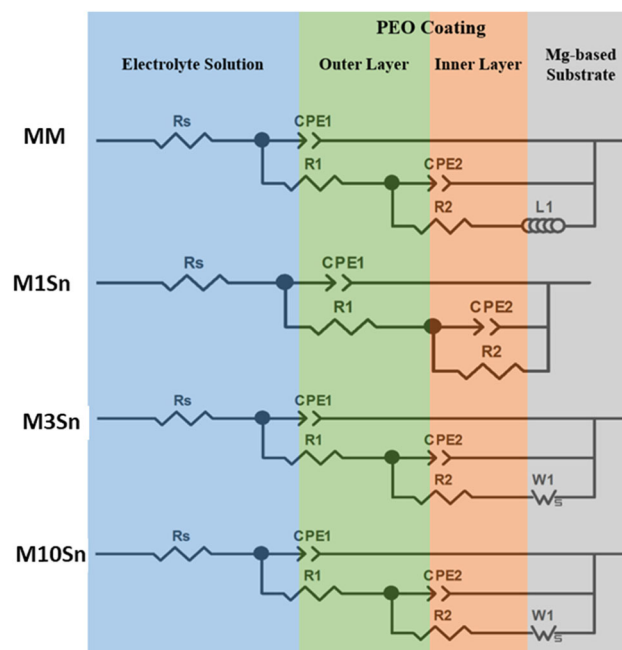 PEO Coating
Electrolyte Solution Outer Layer Inner Layer Mg-based
Substrate
MM
Rs CPE1
R1 CPE2
R2 L1
M1Sn
Rs CPE1
R1 CPE2
R2
M3Sn
Rs CPE1
R1 CPE2
R2 W1
s
M10Sn
Rs CPE1
R1 CPE2
R2 W1
s